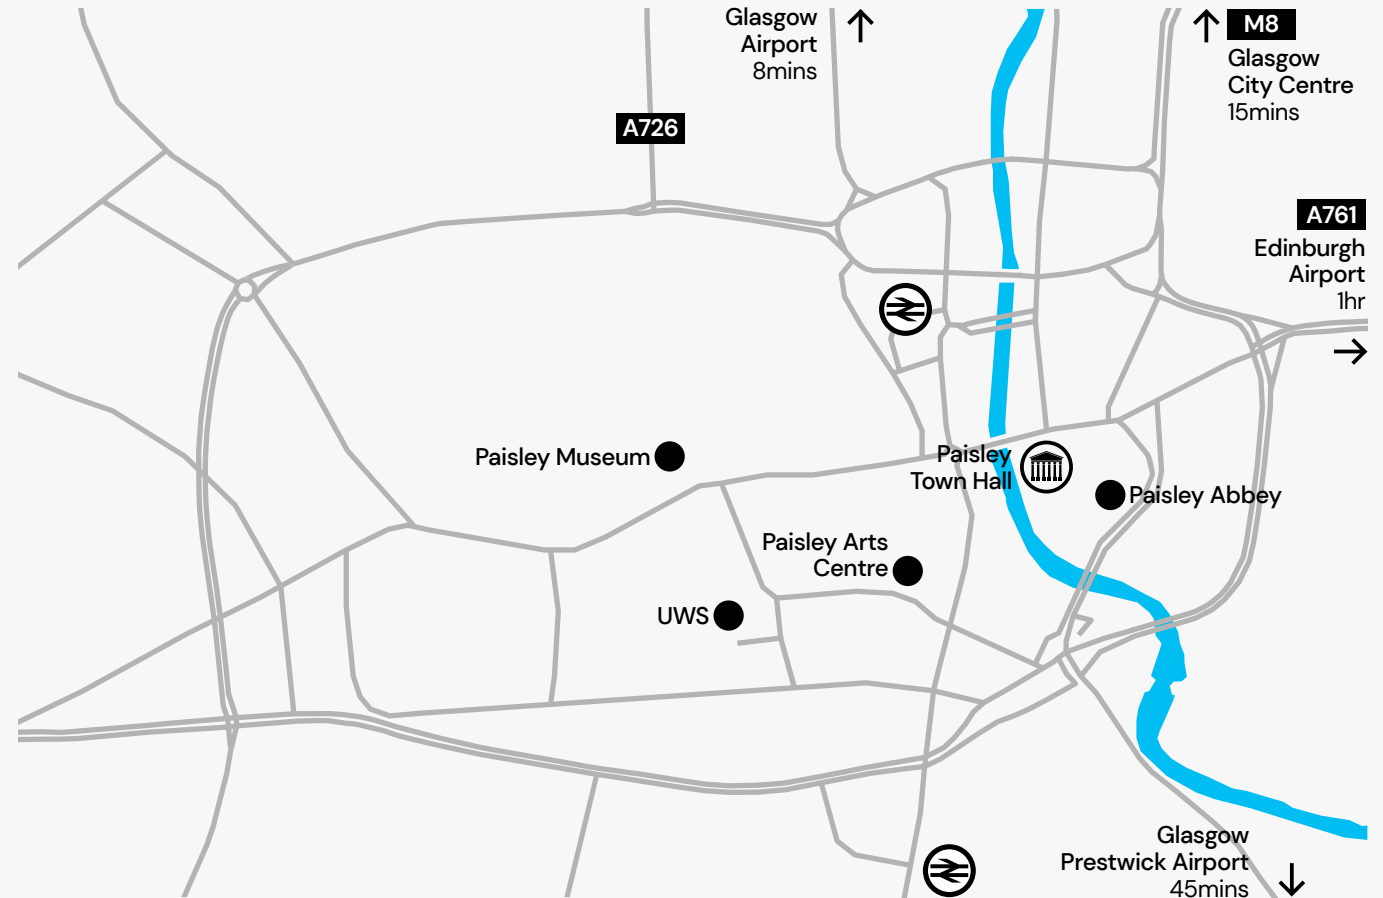 Glasgow
Airport
8mins
M8
Glasgow
City Centre
15mins
A726
A761
Edinburgh
Airport
1hr
Paisley Museum
Paisley
Town Hall
Paisley Abbey
Paisley Arts
Centre
UWS
Glasgow
Prestwick Airport
45mins